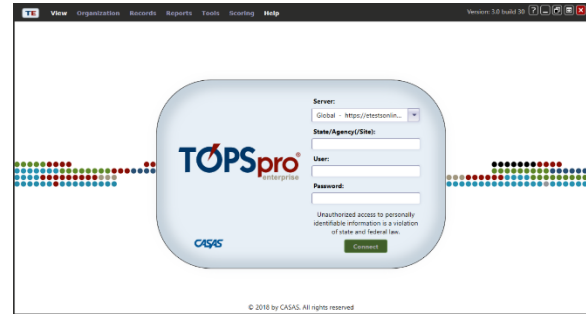 TE View Organization Records Reports Tools Scoring Help Version: 3.0 build 30 ?
Server:
Global - https://etestsonlin...
State/Agency(/Site):
TOPSpro
enterprise
User:
Password:
Unauthorized access to personally
identifiable information is a violation
of state and federal law.
CASAS
Connect
© 2018 by CASAS. All rights reserved